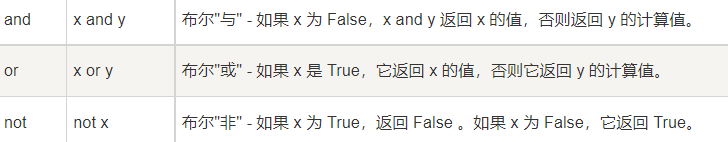 and x and y 布尔"与" - 如果 x 为 False，x and y 返回 x 的值，否则返回 y 的计算值。
or x or y 布尔"或" - 如果 x 是 True，它返回 x 的值，否则它返回 y 的计算值。
not not x 布尔"非" - 如果 x 为 True，返回 False 。如果 x 为 False，它返回 True。